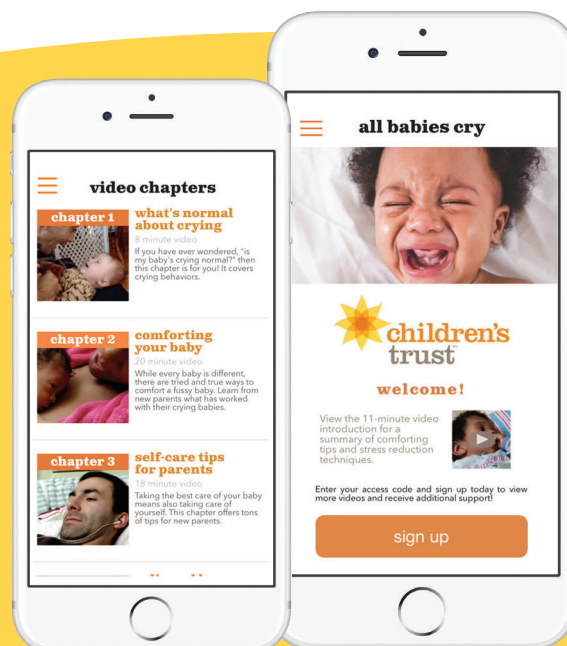 video chapters
chapter 1
what's normal
about crying
8 minute video
If you have ever wondered, "is
my baby's crying normal?" then
this chapter is for you! It covers
crying behaviors.
chapter 2
comforting
your baby
20 minute video
While every baby is different,
there are tried and true ways to
comfort a fussy baby. Learn from
new parents what has worked
with their crying babies.
chapter 3
self-care tips
for parents
18 minute video
Taking the best care of your baby
means also taking care of
yourself. This chapter offers tons
of tips for new parents.
all babies cry
children's
trust™
welcome!
View the 11-minute video
introduction for a
summary of comforting
tips and stress reduction
techniques.
Enter your access code and sign up today to view
more videos and receive additional support!
sign up